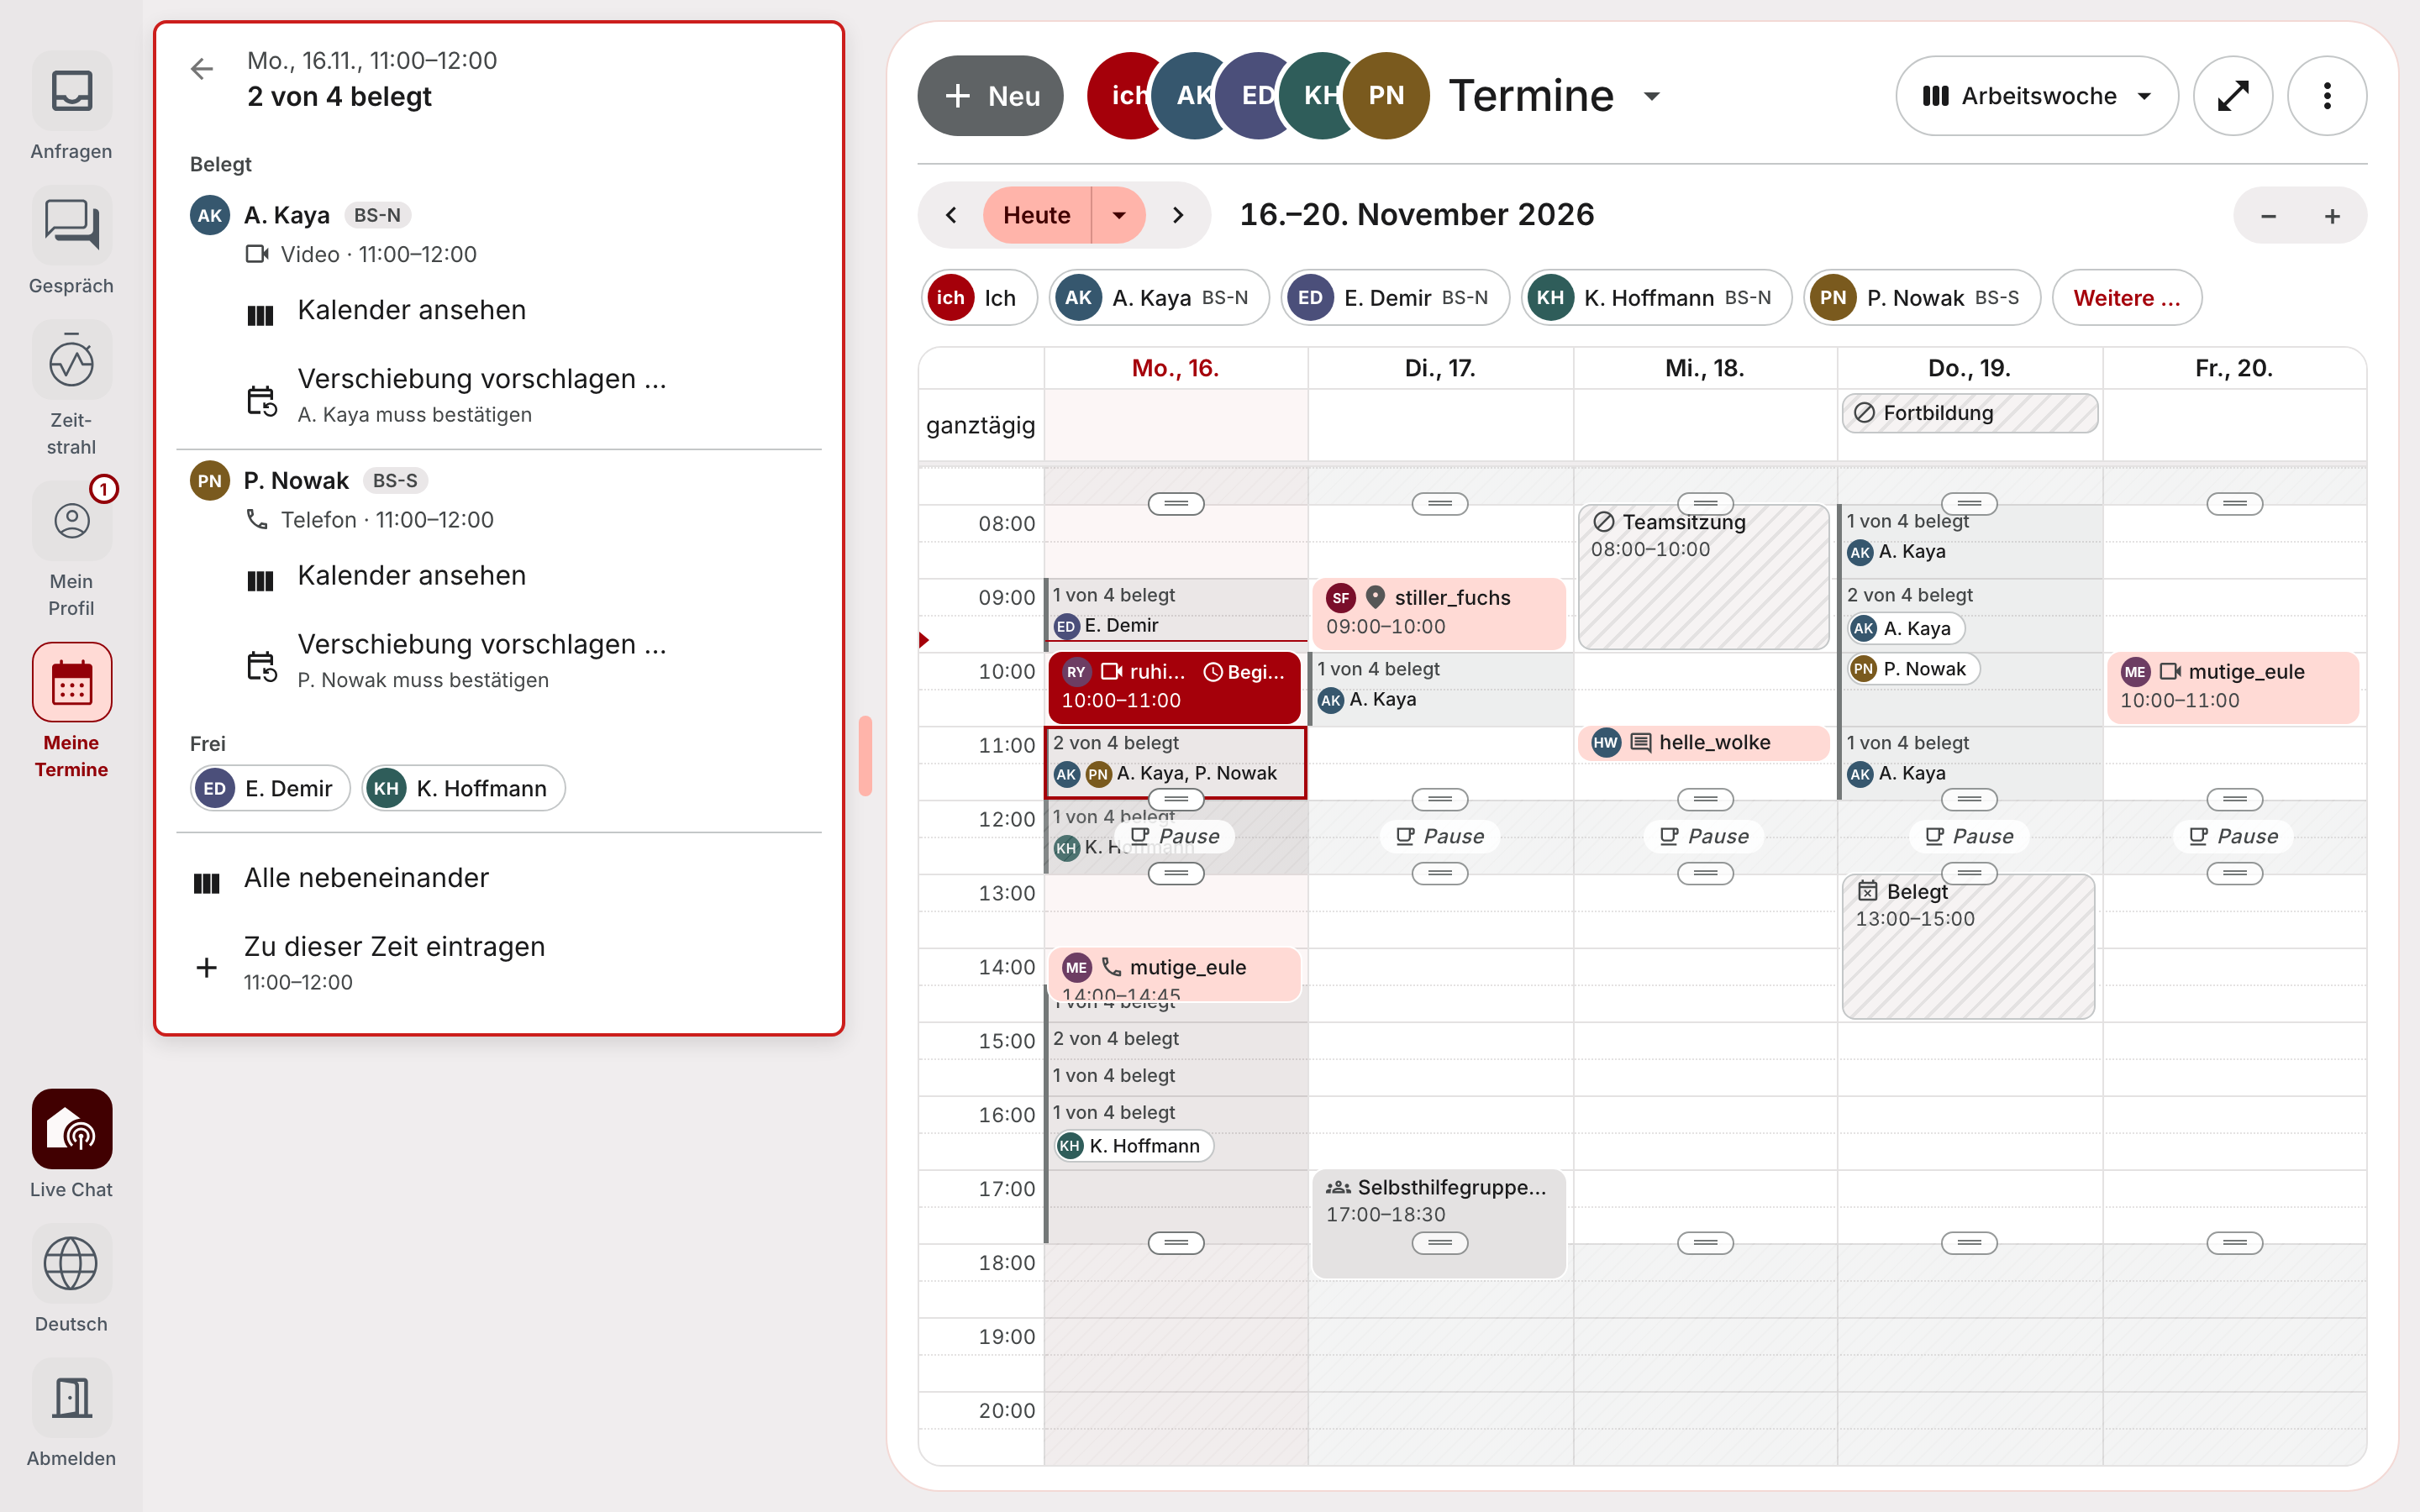 Anfragen
Gespräch
Zeit-
strahl
1
Mein
Profil
Meine
Termine
Live Chat
Deutsch
Abmelden
Mo., 16.11., 11:00–12:00
2 von 4 belegt
Belegt
AK A. Kaya BS-N
Video · 11:00–12:00
Kalender ansehen
Verschiebung vorschlagen ...
A. Kaya muss bestätigen
PN P. Nowak BS-S
Telefon · 11:00–12:00
Kalender ansehen
Verschiebung vorschlagen ...
P. Nowak muss bestätigen
Frei
ED E. Demir KH K. Hoffmann
Alle nebeneinander
Zu dieser Zeit eintragen
11:00–12:00
+ Neu ich AK ED KH PN Termine Arbeitswoche
Heute 16.–20. November 2026 − +
ich Ich AK A. Kaya BS-N ED E. Demir BS-N KH K. Hoffmann BS-N PN P. Nowak BS-S Weitere ...
Mo., 16. Di., 17. Mi., 18. Do., 19. Fr., 20.
ganztägig
Fortbildung
08:00
09:00
10:00
11:00
12:00
13:00
14:00
15:00
16:00
17:00
18:00
19:00
20:00
1 von 4 belegt
ED E. Demir
RY ruhi... Begi...
10:00–11:00
2 von 4 belegt
AK PN A. Kaya, P. Nowak
1 von 4 belegt
KH K. Hoffmann
Pause
ME mutige_eule
14:00–14:45
1 von 4 belegt
2 von 4 belegt
1 von 4 belegt
1 von 4 belegt
KH K. Hoffmann
SF stiller_fuchs
09:00–10:00
1 von 4 belegt
AK A. Kaya
Pause
Selbsthilfegruppe...
17:00–18:30
Teamsitzung
08:00–10:00
HW helle_wolke
Pause
1 von 4 belegt
AK A. Kaya
2 von 4 belegt
AK A. Kaya
PN P. Nowak
1 von 4 belegt
AK A. Kaya
Pause
Belegt
13:00–15:00
ME mutige_eule
10:00–11:00
Pause